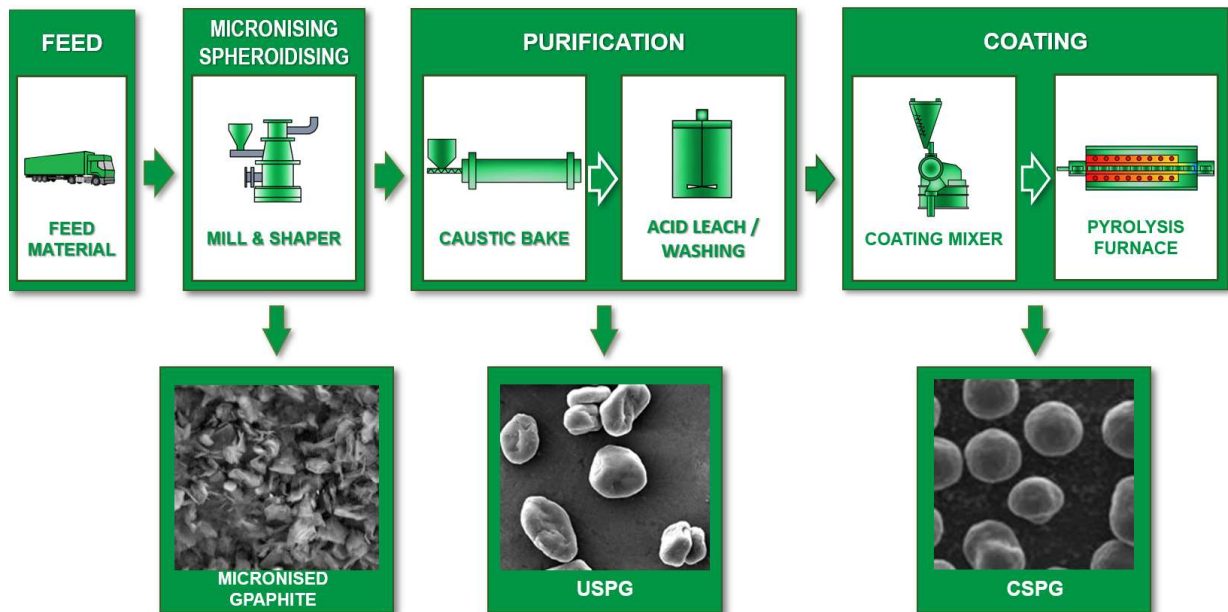 FEED
MICRONISING
SPHEROIDISING
PURIFICATION
COATING
FEED
MATERIAL
MILL & SHAPER
CAUSTIC BAKE
ACID LEACH /
WASHING
COATING MIXER
PYROLYSIS
FURNACE
MICRONISED
GPAPHITE
USPG
CSPG